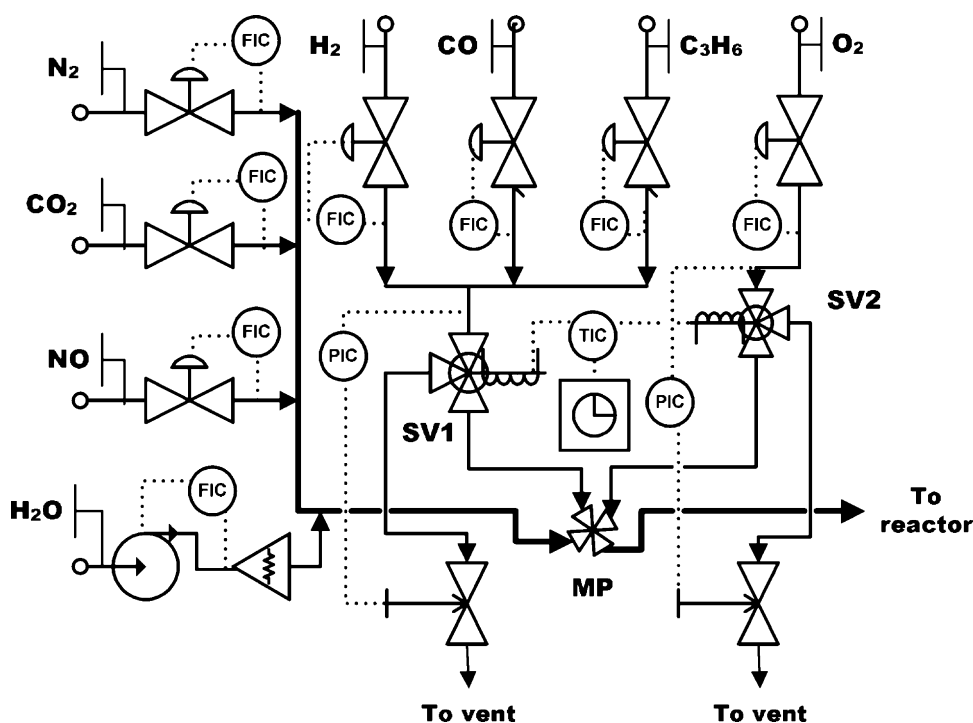 FIC
H₂
CO
C₃H₆
O₂
N₂
FIC
CO₂
FIC
FIC
FIC
FIC
SV2
NO
FIC
PIC
TIC
PIC
SV1
H₂O
FIC
To
reactor
MP
To vent
To vent